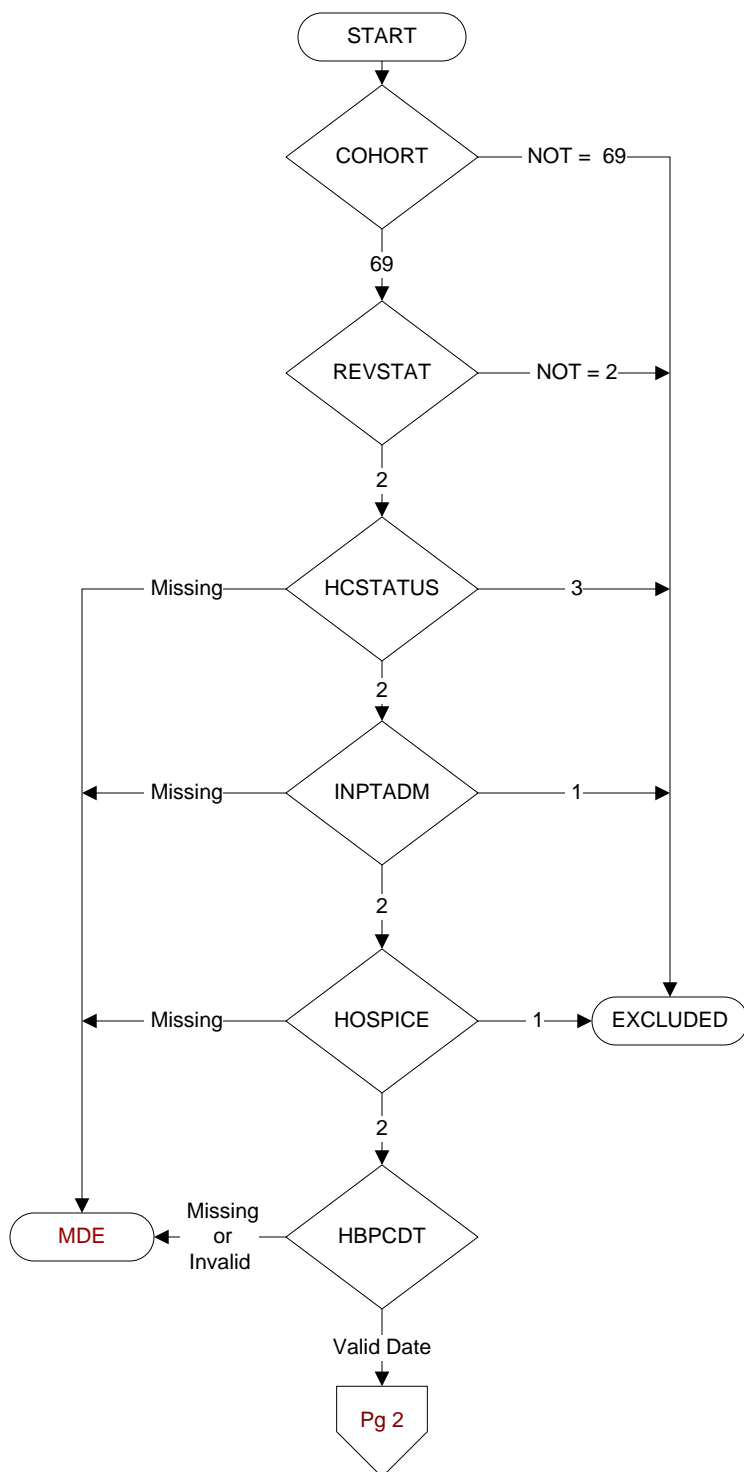 START
COHORT
NOT = 69
69
REVSTAT
NOT = 2
2
Missing
HCSTATUS
3
2
Missing
INPTADM
1
2
Missing
HOSPICE
1
EXCLUDED
2
MDE
Missing
or
Invalid
HBPCDT
Valid Date
Pg 2